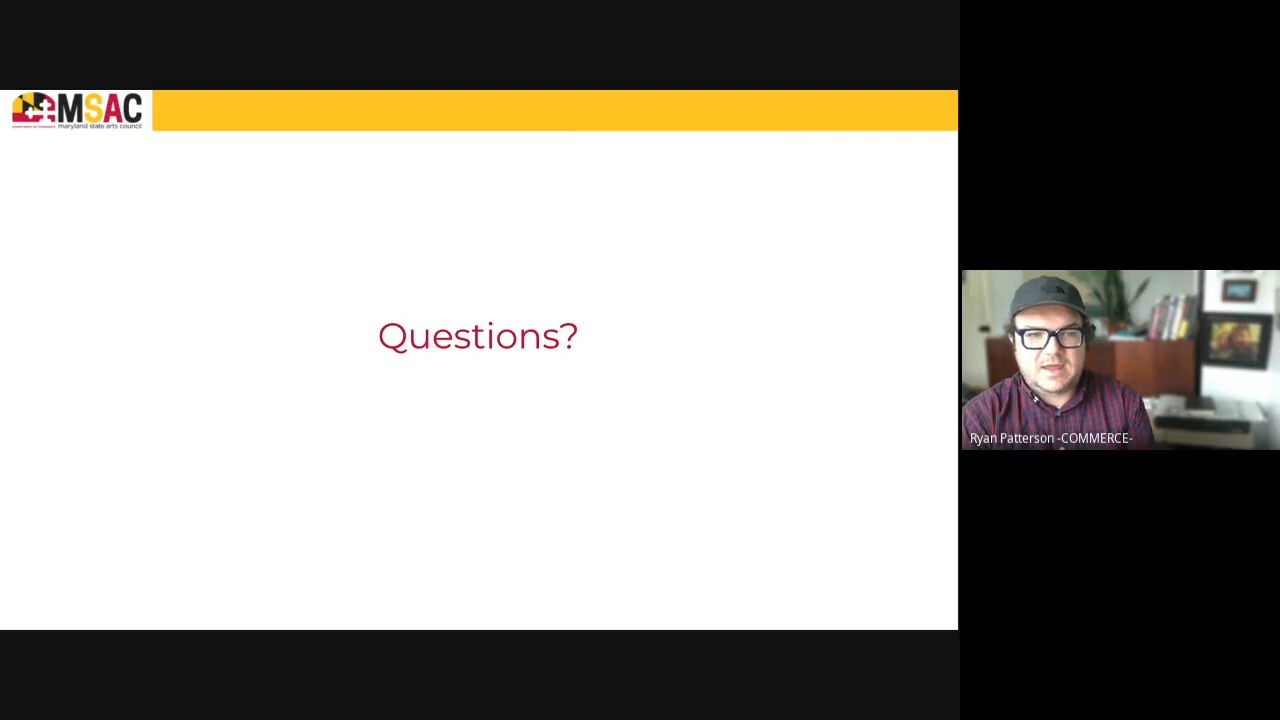 MSAC
maryland state arts council
Questions?
Ryan Patterson -COMMERCE-